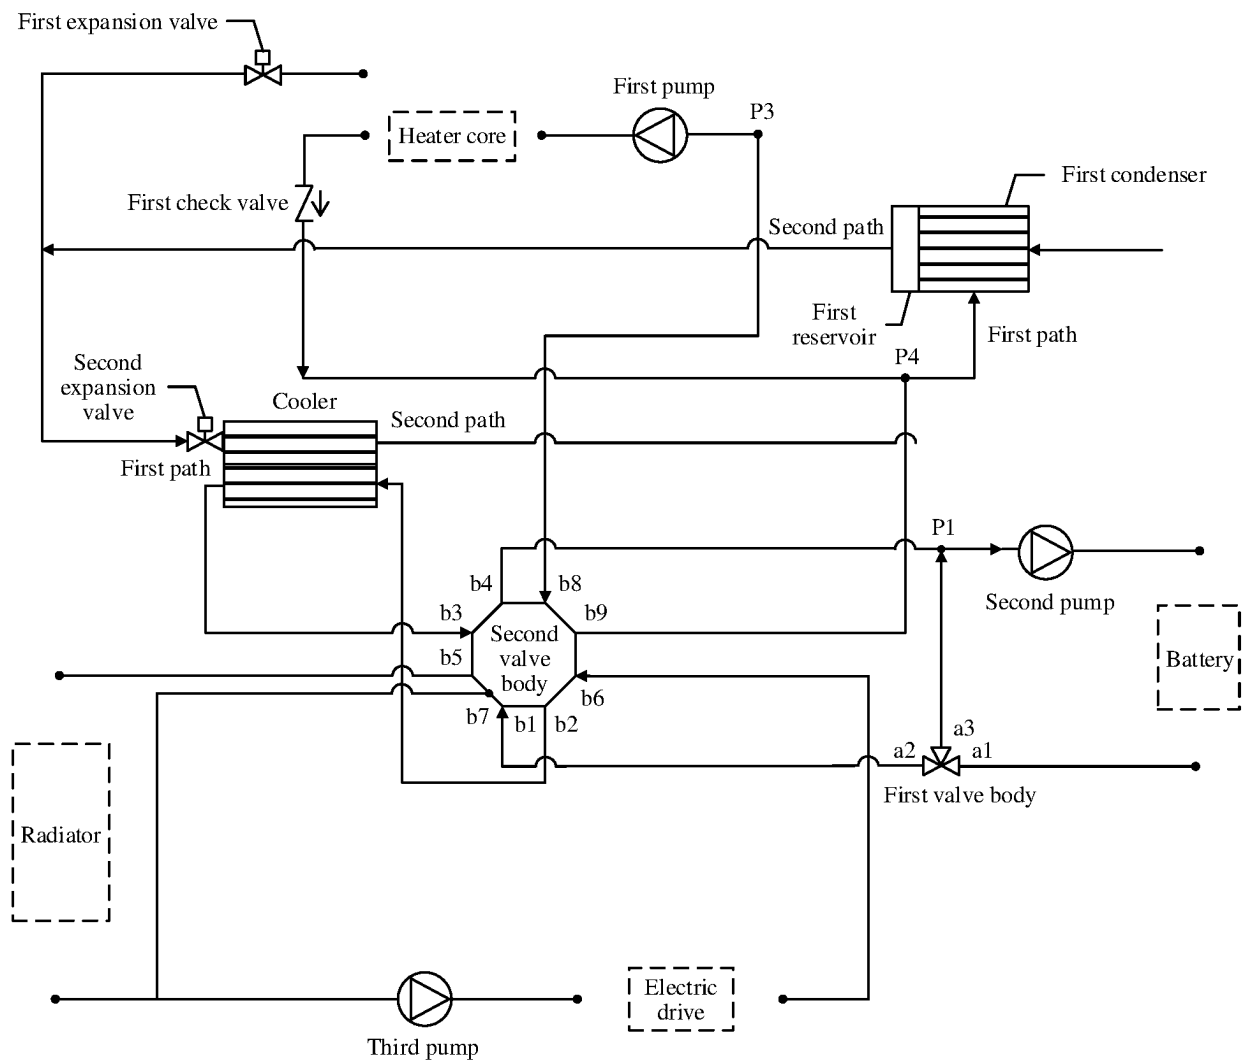 First expansion valve
First pump
P3
Heater core
First condenser
First check valve
Second path
First
reservoir
First path
P4
Second
expansion
valve
Cooler
Second path
First path
P1
b4
b8
Second pump
b3
b9
Second
valve
body
b5
b6
Battery
b7
b1
b2
a3
a2
a1
First valve body
Radiator
Electric
drive
Third pump